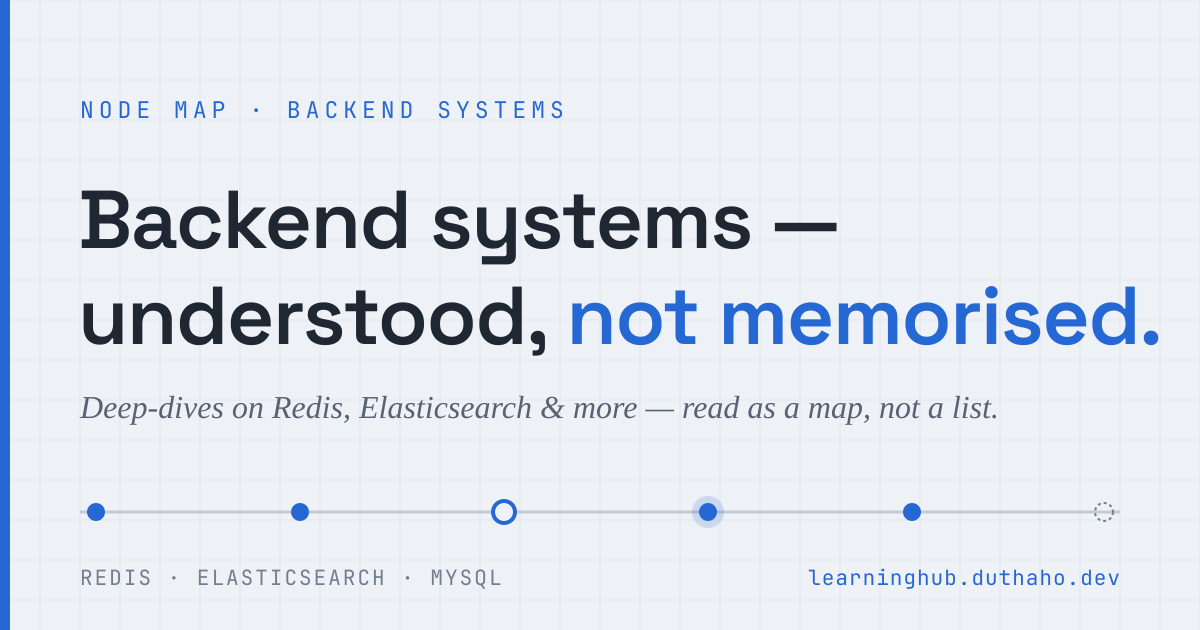 NODE MAP · BACKEND SYSTEMS
Backend systems —
understood, not memorised.
Deep-dives on Redis, Elasticsearch & more — read as a map, not a list.
REDIS · ELASTICSEARCH · MYSQL
learninghub.duthaho.dev